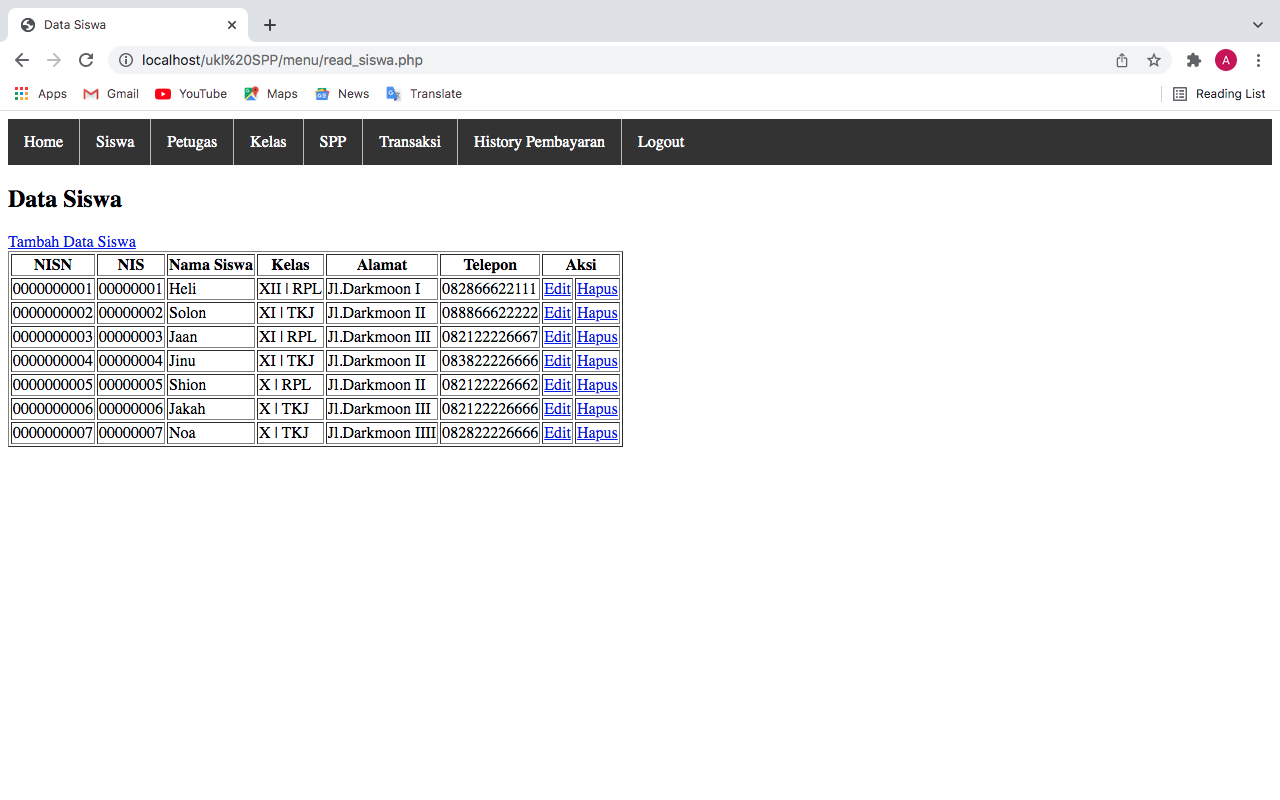 Data Siswa
localhost/ukl%20SPP/menu/read_siswa.php
A
Apps Gmail YouTube Maps News Translate Reading List
Home Siswa Petugas Kelas SPP Transaksi History Pembayaran Logout
Data Siswa
Tambah Data Siswa
NISN NIS Nama Siswa Kelas Alamat Telepon Aksi
0000000001 00000001 Heli XII | RPL Jl.Darkmoon I 082866622111 Edit Hapus
0000000002 00000002 Solon XI | TKJ Jl.Darkmoon II 088866622222 Edit Hapus
0000000003 00000003 Jaan XI | RPL Jl.Darkmoon III 082122226667 Edit Hapus
0000000004 00000004 Jinu XI | TKJ Jl.Darkmoon II 083822226666 Edit Hapus
0000000005 00000005 Shion X | RPL Jl.Darkmoon II 082122226662 Edit Hapus
0000000006 00000006 Jakah X | TKJ Jl.Darkmoon III 082122226666 Edit Hapus
0000000007 00000007 Noa X | TKJ Jl.Darkmoon IIII 082822226666 Edit Hapus